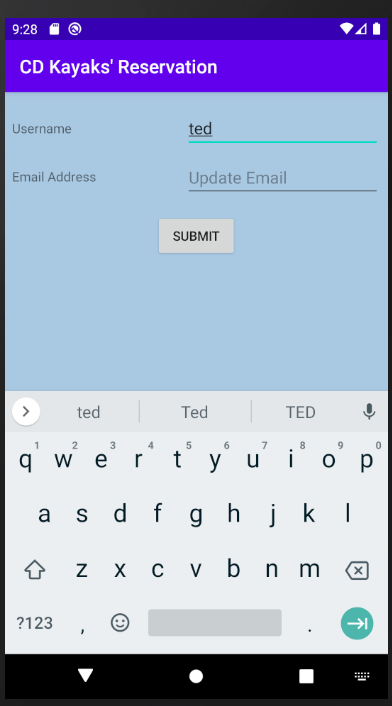 9:28
CD Kayaks' Reservation
Username ted
Email Address Update Email
SUBMIT
ted Ted TED
1 2 3 4 5 6 7 8 9 0
q w e r t y u i o p
a s d f g h j k l
z x c v b n m
?123 , .